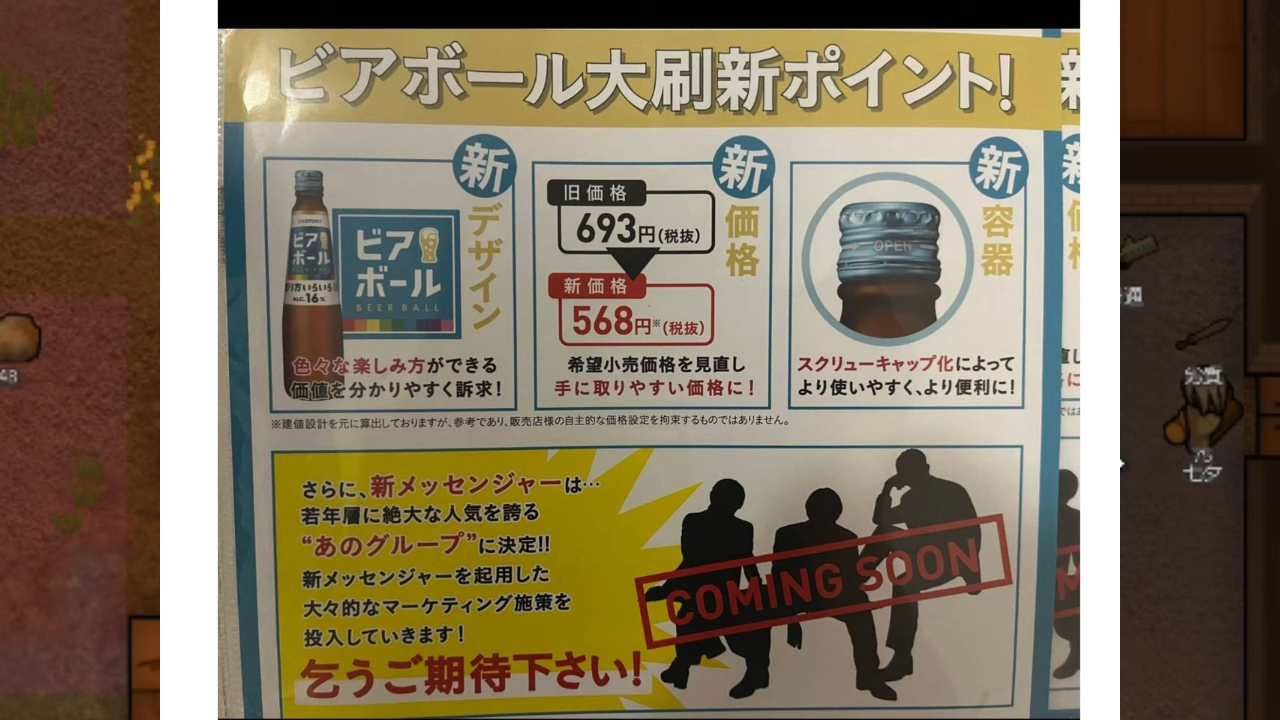 ビアボール大刷新ポイント!
新
デザイン
SUNTORY
ビア
ボール
ALC.16%
ビア
ボール
BEER BALL
色々な楽しみ方ができる
価値を分かりやすく訴求!
新
価格
旧価格
693円(税抜)
新価格
568円※(税抜)
希望小売価格を見直し
手に取りやすい価格に!
新
容器
OPEN
スクリューキャップ化によって
より使いやすく、より便利に!
※建値設計を元に算出しておりますが、参考であり、販売店様の自主的な価格設定を拘束するものではありません。
さらに、新メッセンジャーは…
若年層に絶大な人気を誇る
“あのグループ”に決定!!
新メッセンジャーを起用した
大々的なマーケティング施策を
投入していきます!
乞うご期待下さい!
COMING SOON
七夕